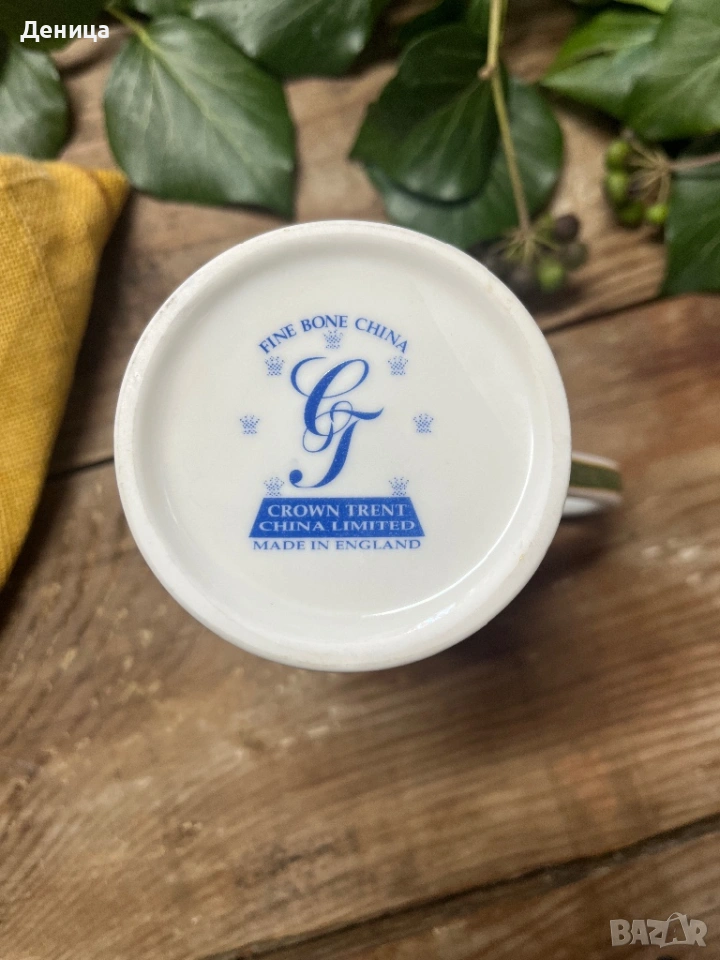 Деница
FINE BONE CHINA
CT
CROWN TRENT
CHINA LIMITED
MADE IN ENGLAND
BAZAR